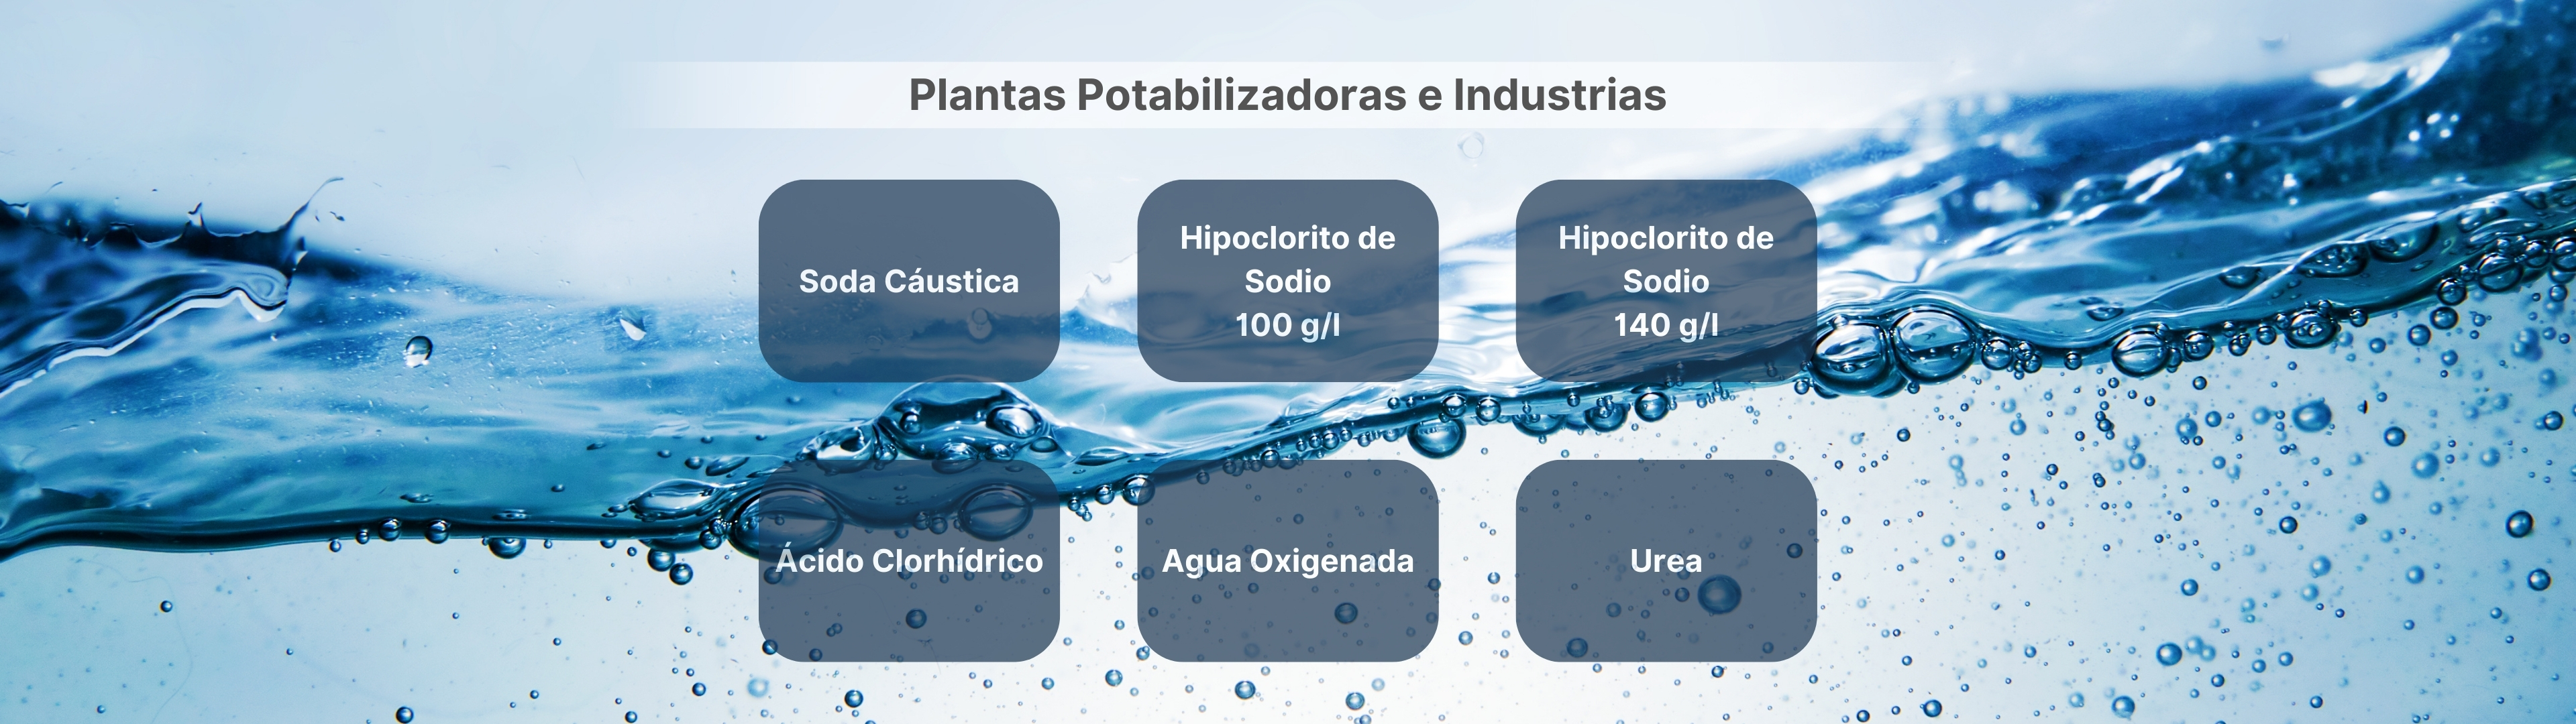 Plantas Potabilizadoras e Industrias
Soda Cáustica
Hipoclorito de
Sodio
100 g/l
Hipoclorito de
Sodio
140 g/l
Ácido Clorhídrico
Agua Oxigenada
Urea